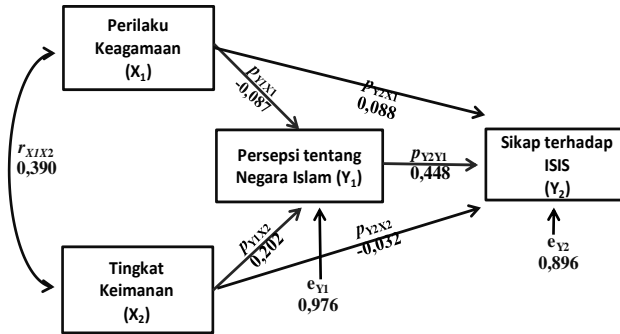 Perilaku
Keagamaan
(X₁)
pY1X1
-0,087
pY2X1
0,088
rX1X2
0,390
Persepsi tentang
Negara Islam (Y₁)
pY2Y1
0,448
Sikap terhadap
ISIS
(Y₂)
pY1X2
0,202
pY2X2
-0,032
eY1
0,976
eY2
0,896
Tingkat
Keimanan
(X₂)